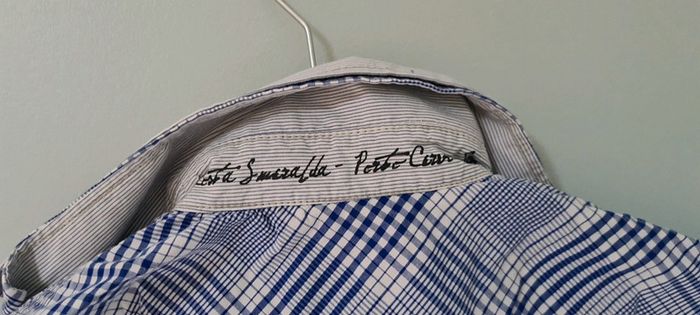 Costa Smeralda - Porto Cervo